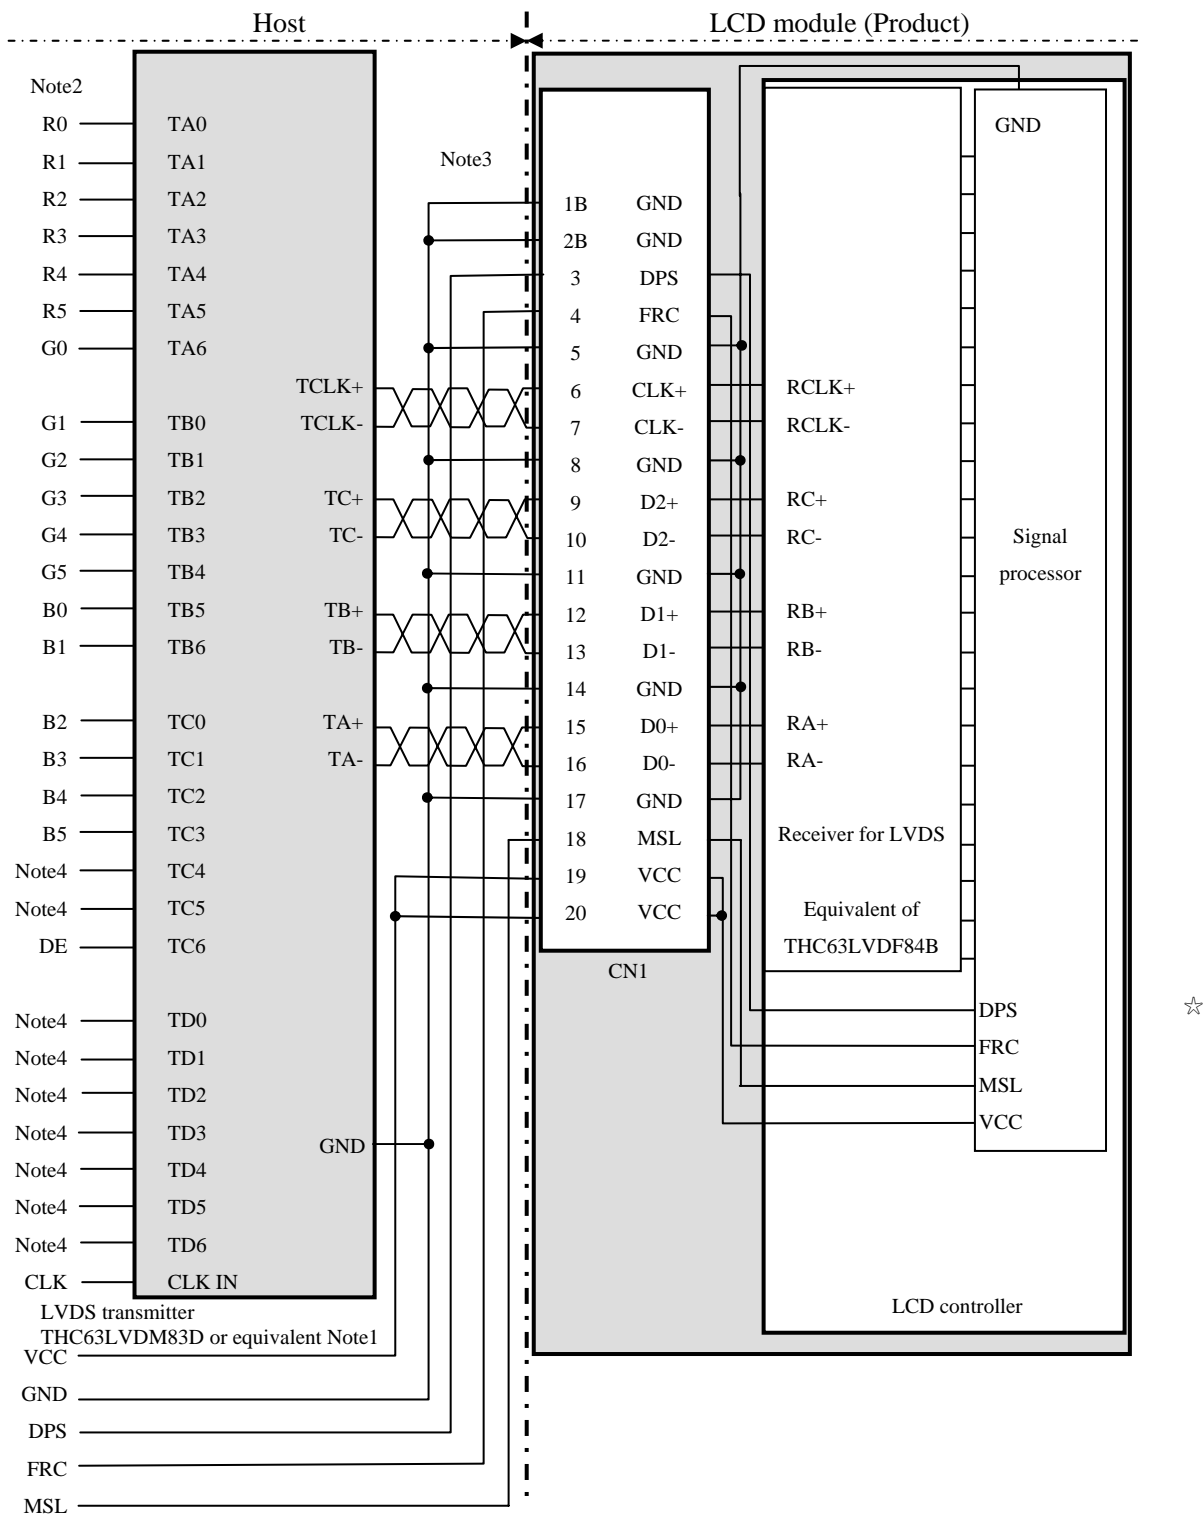 Host
LCD module (Product)
Note2
R0 TA0
R1 TA1
R2 TA2
R3 TA3
R4 TA4
R5 TA5
G0 TA6
TCLK+
G1 TB0 TCLK-
G2 TB1
G3 TB2 TC+
G4 TB3 TC-
G5 TB4
B0 TB5 TB+
B1 TB6 TB-
B2 TC0 TA+
B3 TC1 TA-
B4 TC2
B5 TC3
Note4 TC4
Note4 TC5
DE TC6
Note4 TD0
Note4 TD1
Note4 TD2
Note4 TD3
GND
Note4 TD4
Note4 TD5
Note4 TD6
CLK CLK IN
LVDS transmitter
THC63LVDM83D or equivalent Note1
VCC
GND
DPS
FRC
MSL
Note3
1B GND
2B GND
3 DPS
4 FRC
5 GND
6 CLK+
7 CLK-
8 GND
9 D2+
10 D2-
11 GND
12 D1+
13 D1-
14 GND
15 D0+
16 D0-
17 GND
18 MSL
19 VCC
20 VCC
CN1
RCLK+
RCLK-
RC+
RC-
RB+
RB-
RA+
RA-
Receiver for LVDS
Equivalent of
THC63LVDF84B
GND
Signal
processor
DPS
☆
FRC
MSL
VCC
LCD controller